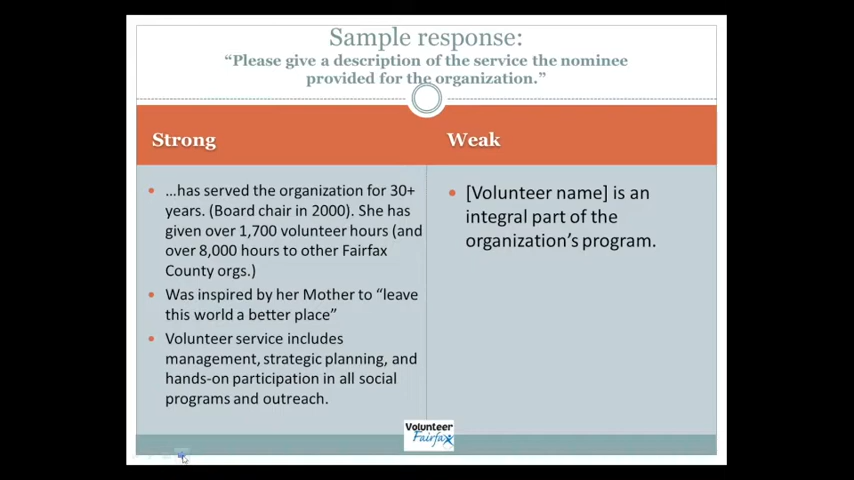 Sample response:
“Please give a description of the service the nominee
provided for the organization.”
Strong
Weak
…has served the organization for 30+
years. (Board chair in 2000). She has
given over 1,700 volunteer hours (and
over 8,000 hours to other Fairfax
County orgs.)
Was inspired by her Mother to “leave
this world a better place”
Volunteer service includes
management, strategic planning, and
hands-on participation in all social
programs and outreach.
[Volunteer name] is an
integral part of the
organization’s program.
Volunteer
Fairfax